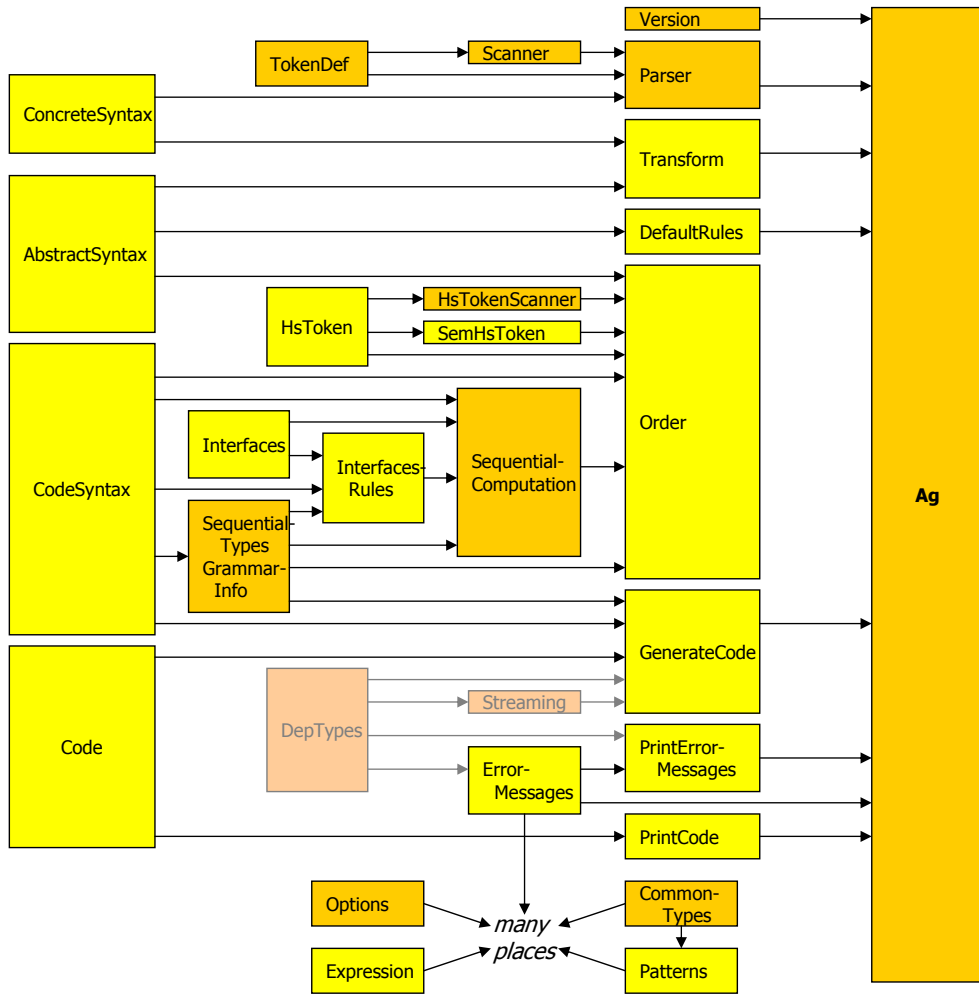 Version
TokenDef
Scanner
Parser
ConcreteSyntax
Transform
AbstractSyntax
DefaultRules
HsToken
HsTokenScanner
SemHsToken
Order
CodeSyntax
Interfaces
Interfaces-
Rules
Sequential-
Computation
Sequential-
Types
Grammar-
Info
Ag
GenerateCode
Code
DepTypes
Streaming
Error-
Messages
PrintError-
Messages
PrintCode
Options
many
places
Common-
Types
Expression
Patterns